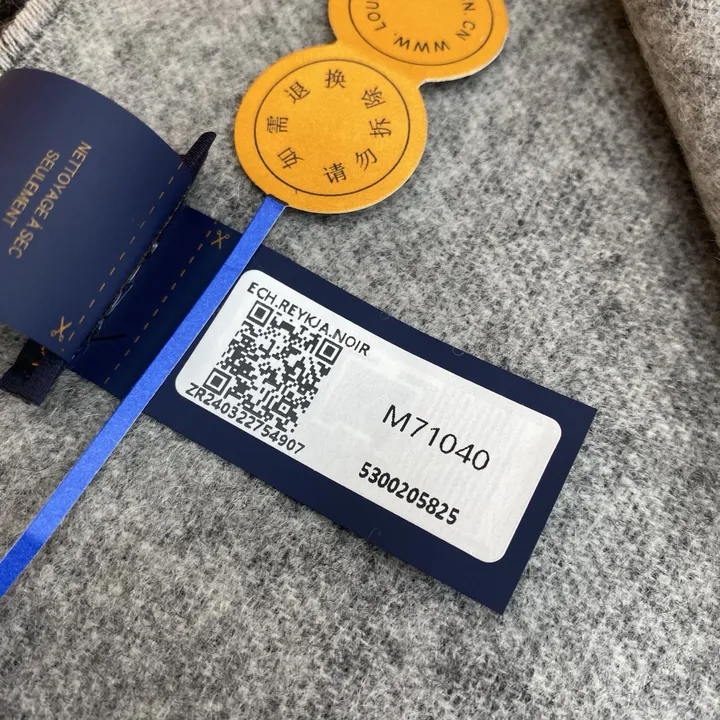 N.CN WWW.LOU
如需退换
请勿拆除
NETTOYAGE À SEC
SEULEMENT
ECH.REYKJA.NOIR
ZR240322754907
M71040
5300205825